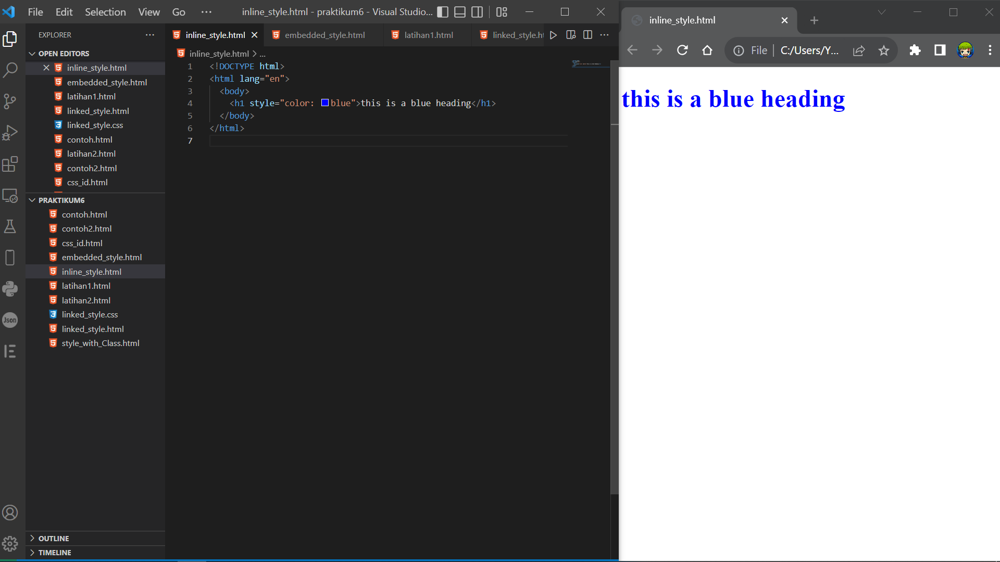 File Edit Selection View Go ··· inline_style.html - praktikum6 - Visual Studio...
EXPLORER ···
OPEN EDITORS
inline_style.html
embedded_style.html
latihan1.html
linked_style.html
linked_style.css
contoh.html
latihan2.html
contoh2.html
css_id.html
PRAKTIKUM6
contoh.html
contoh2.html
css_id.html
embedded_style.html
inline_style.html
latihan1.html
latihan2.html
linked_style.css
linked_style.html
style_with_Class.html
OUTLINE
TIMELINE
Json
inline_style.html embedded_style.html latihan1.html linked_style.ht
inline_style.html > ...
1 <!DOCTYPE html>
2 <html lang="en">
3 <body>
4 <h1 style="color: blue">this is a blue heading</h1>
5 </body>
6 </html>
7
inline_style.html
File | C:/Users/Y...
this is a blue heading